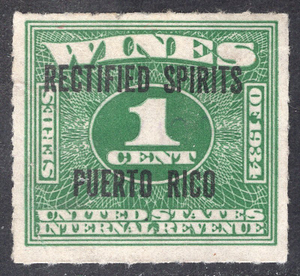 WINES
RECTIFIED SPIRITS
SERIES
OF 1934
1
CENT
PUERTO RICO
UNITED STATES
INTERNAL REVENUE